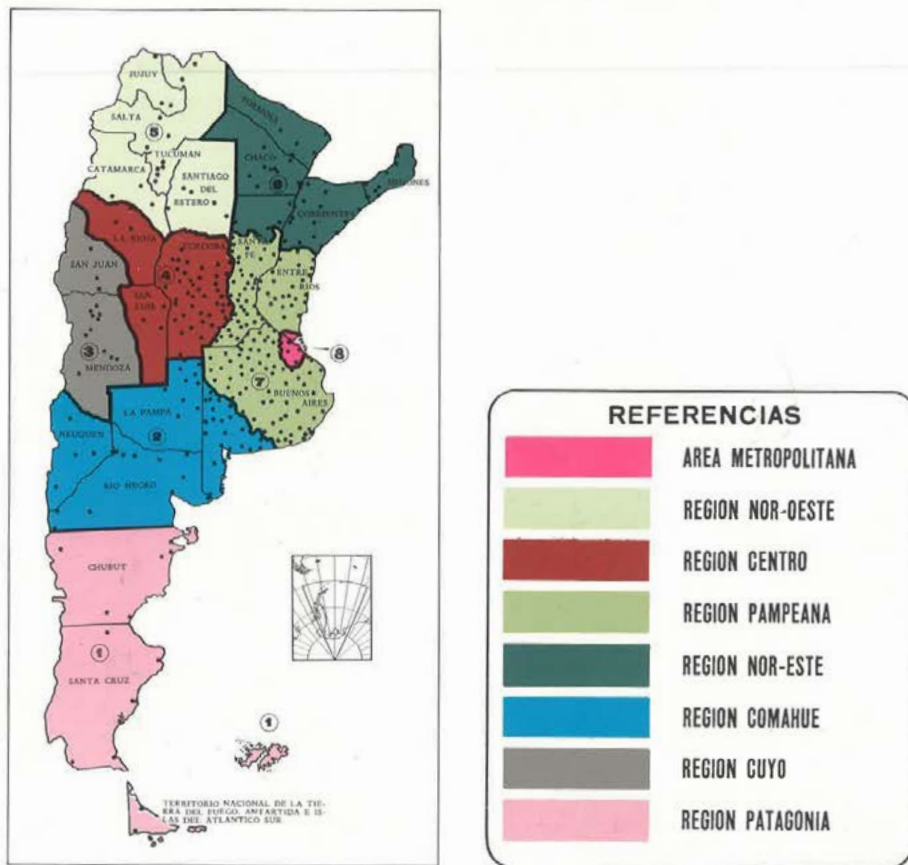 JUJUY
SALTA
FORMOSA
5
TUCUMAN
CHACO
CATAMARCA
SANTIAGO
DEL
ESTERO
6
MISIONES
CORRIENTES
LA RIOJA
CORDOBA
SANTA
FE
SAN JUAN
4
ENTRE
RIOS
SAN
LUIS
3
MENDOZA
8
7
BUENOS
AIRES
LA PAMPA
NEUQUEN
2
RIO NEGRO
CHUBUT
1
SANTA CRUZ
1
TERRITORIO NACIONAL DE LA TIE-
RRA DEL FUEGO, ANTARTIDA E IS-
LAS DEL ATLANTICO SUR
REFERENCIAS
AREA METROPOLITANA
REGION NOR-OESTE
REGION CENTRO
REGION PAMPEANA
REGION NOR-ESTE
REGION COMAHUE
REGION CUYO
REGION PATAGONIA